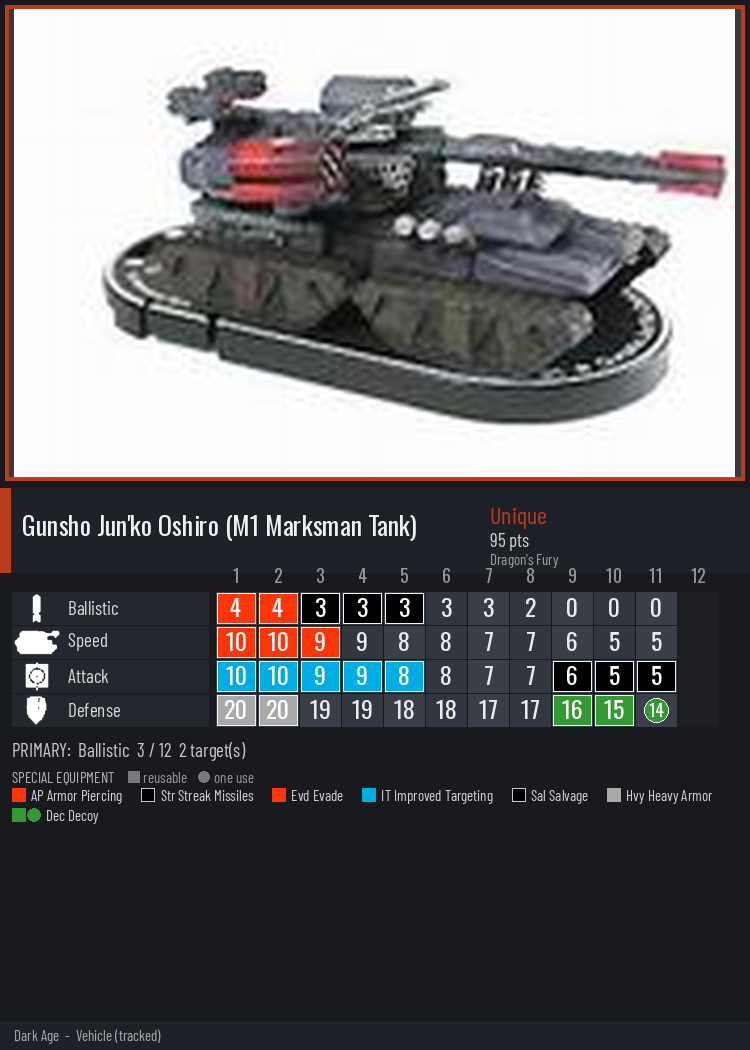 Gunsho Jun'ko Oshiro (M1 Marksman Tank)
Unique
95 pts
Dragon's Fury
1 2 3 4 5 6 7 8 9 10 11 12
Ballistic 4 4 3 3 3 3 3 2 0 0 0
Speed 10 10 9 9 8 8 7 7 6 5 5
Attack 10 10 9 9 8 8 7 7 6 5 5
Defense 20 20 19 19 18 18 17 17 16 15 14
PRIMARY: Ballistic 3 / 12 2 target(s)
SPECIAL EQUIPMENT reusable one use
AP Armor Piercing Str Streak Missiles Evd Evade IT Improved Targeting Sal Salvage Hvy Heavy Armor
Dec Decoy
Dark Age - Vehicle (tracked)